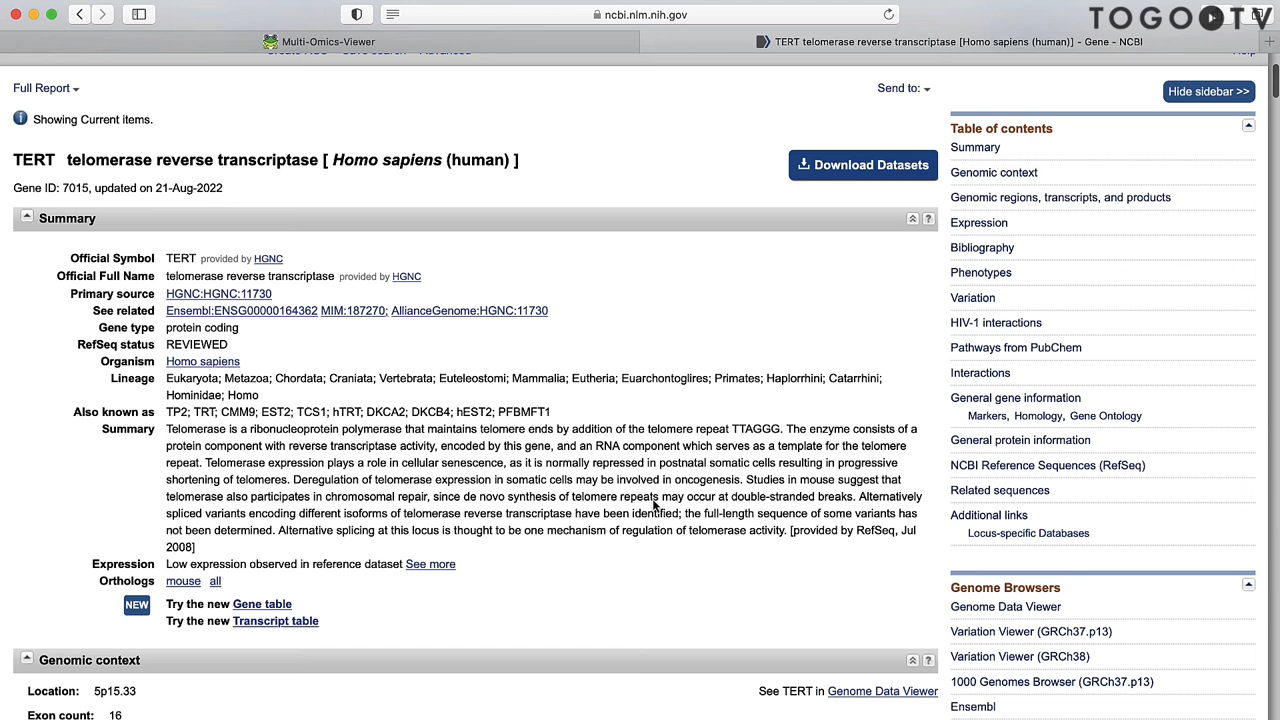 ncbi.nlm.nih.gov
TOGO TV
Multi-Omics-Viewer
TERT telomerase reverse transcriptase [Homo sapiens (human)] - Gene - NCBI
Full Report
Send to:
Hide sidebar >>
Showing Current items.
TERT telomerase reverse transcriptase [ Homo sapiens (human) ]
Download Datasets
Gene ID: 7015, updated on 21-Aug-2022
Summary
Official Symbol TERT provided by HGNC
Official Full Name telomerase reverse transcriptase provided by HGNC
Primary source HGNC:HGNC:11730
See related Ensembl:ENSG00000164362 MIM:187270; AllianceGenome:HGNC:11730
Gene type protein coding
RefSeq status REVIEWED
Organism Homo sapiens
Lineage Eukaryota; Metazoa; Chordata; Craniata; Vertebrata; Euteleostomi; Mammalia; Eutheria; Euarchontoglires; Primates; Haplorrhini; Catarrhini;
Hominidae; Homo
Also known as TP2; TRT; CMM9; EST2; TCS1; hTRT; DKCA2; DKCB4; hEST2; PFBMFT1
Summary Telomerase is a ribonucleoprotein polymerase that maintains telomere ends by addition of the telomere repeat TTAGGG. The enzyme consists of a
protein component with reverse transcriptase activity, encoded by this gene, and an RNA component which serves as a template for the telomere
repeat. Telomerase expression plays a role in cellular senescence, as it is normally repressed in postnatal somatic cells resulting in progressive
shortening of telomeres. Deregulation of telomerase expression in somatic cells may be involved in oncogenesis. Studies in mouse suggest that
telomerase also participates in chromosomal repair, since de novo synthesis of telomere repeats may occur at double-stranded breaks. Alternatively
spliced variants encoding different isoforms of telomerase reverse transcriptase have been identified; the full-length sequence of some variants has
not been determined. Alternative splicing at this locus is thought to be one mechanism of regulation of telomerase activity. [provided by RefSeq, Jul
2008]
Expression Low expression observed in reference dataset See more
Orthologs mouse all
NEW Try the new Gene table
Try the new Transcript table
Genomic context
Location: 5p15.33
See TERT in Genome Data Viewer
Exon count: 16
Table of contents
Summary
Genomic context
Genomic regions, transcripts, and products
Expression
Bibliography
Phenotypes
Variation
HIV-1 interactions
Pathways from PubChem
Interactions
General gene information
Markers, Homology, Gene Ontology
General protein information
NCBI Reference Sequences (RefSeq)
Related sequences
Additional links
Locus-specific Databases
Genome Browsers
Genome Data Viewer
Variation Viewer (GRCh37.p13)
Variation Viewer (GRCh38)
1000 Genomes Browser (GRCh37.p13)
Ensembl